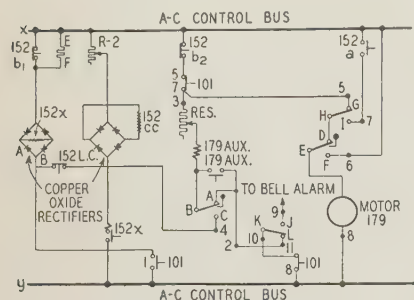 A-C CONTROL BUS
x
152
b1
E
F
R-2
152
b2
152
a
5
7
101
3
RES.
5
G
H
1
7
152x
152
cc
A
B
152 L.C.
COPPER
OXIDE
RECTIFIERS
179 AUX.
179 AUX.
D
E
F
6
A
B
C
4
2
TO BELL ALARM
9
K
J
L
10
11
MOTOR
179
8
152x
101
101
8
y
A-C CONTROL BUS